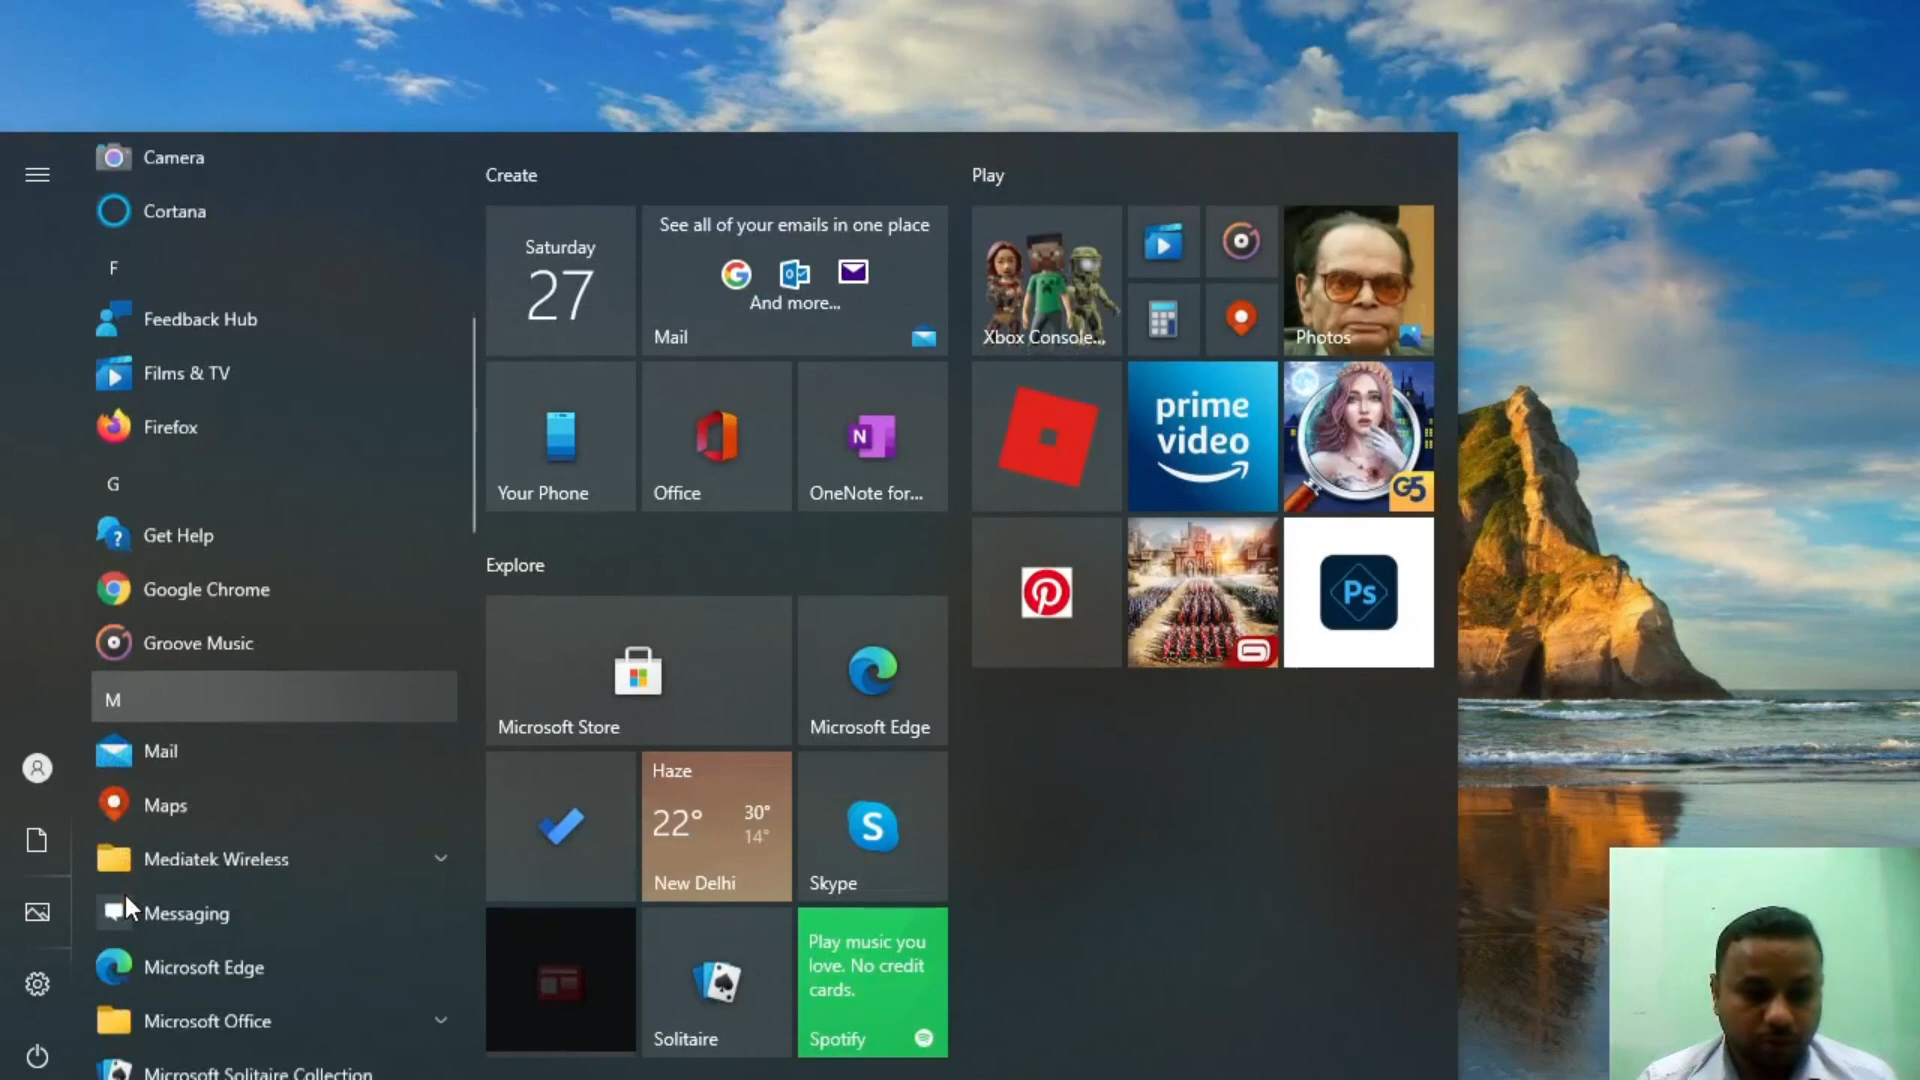 Camera
Cortana
F
Feedback Hub
Films & TV
Firefox
G
Get Help
Google Chrome
Groove Music
M
Mail
Maps
Mediatek Wireless
Messaging
Microsoft Edge
Microsoft Office
Microsoft Solitaire Collection
Create
Saturday
27
See all of your emails in one place
And more...
Mail
Your Phone
Office
N
OneNote for...
Explore
Microsoft Store
Microsoft Edge
Haze
22°
30°
14°
New Delhi
S
Skype
Solitaire
Play music you
love. No credit
cards.
Spotify
Play
Xbox Console...
Photos
prime
video
G5
Ps